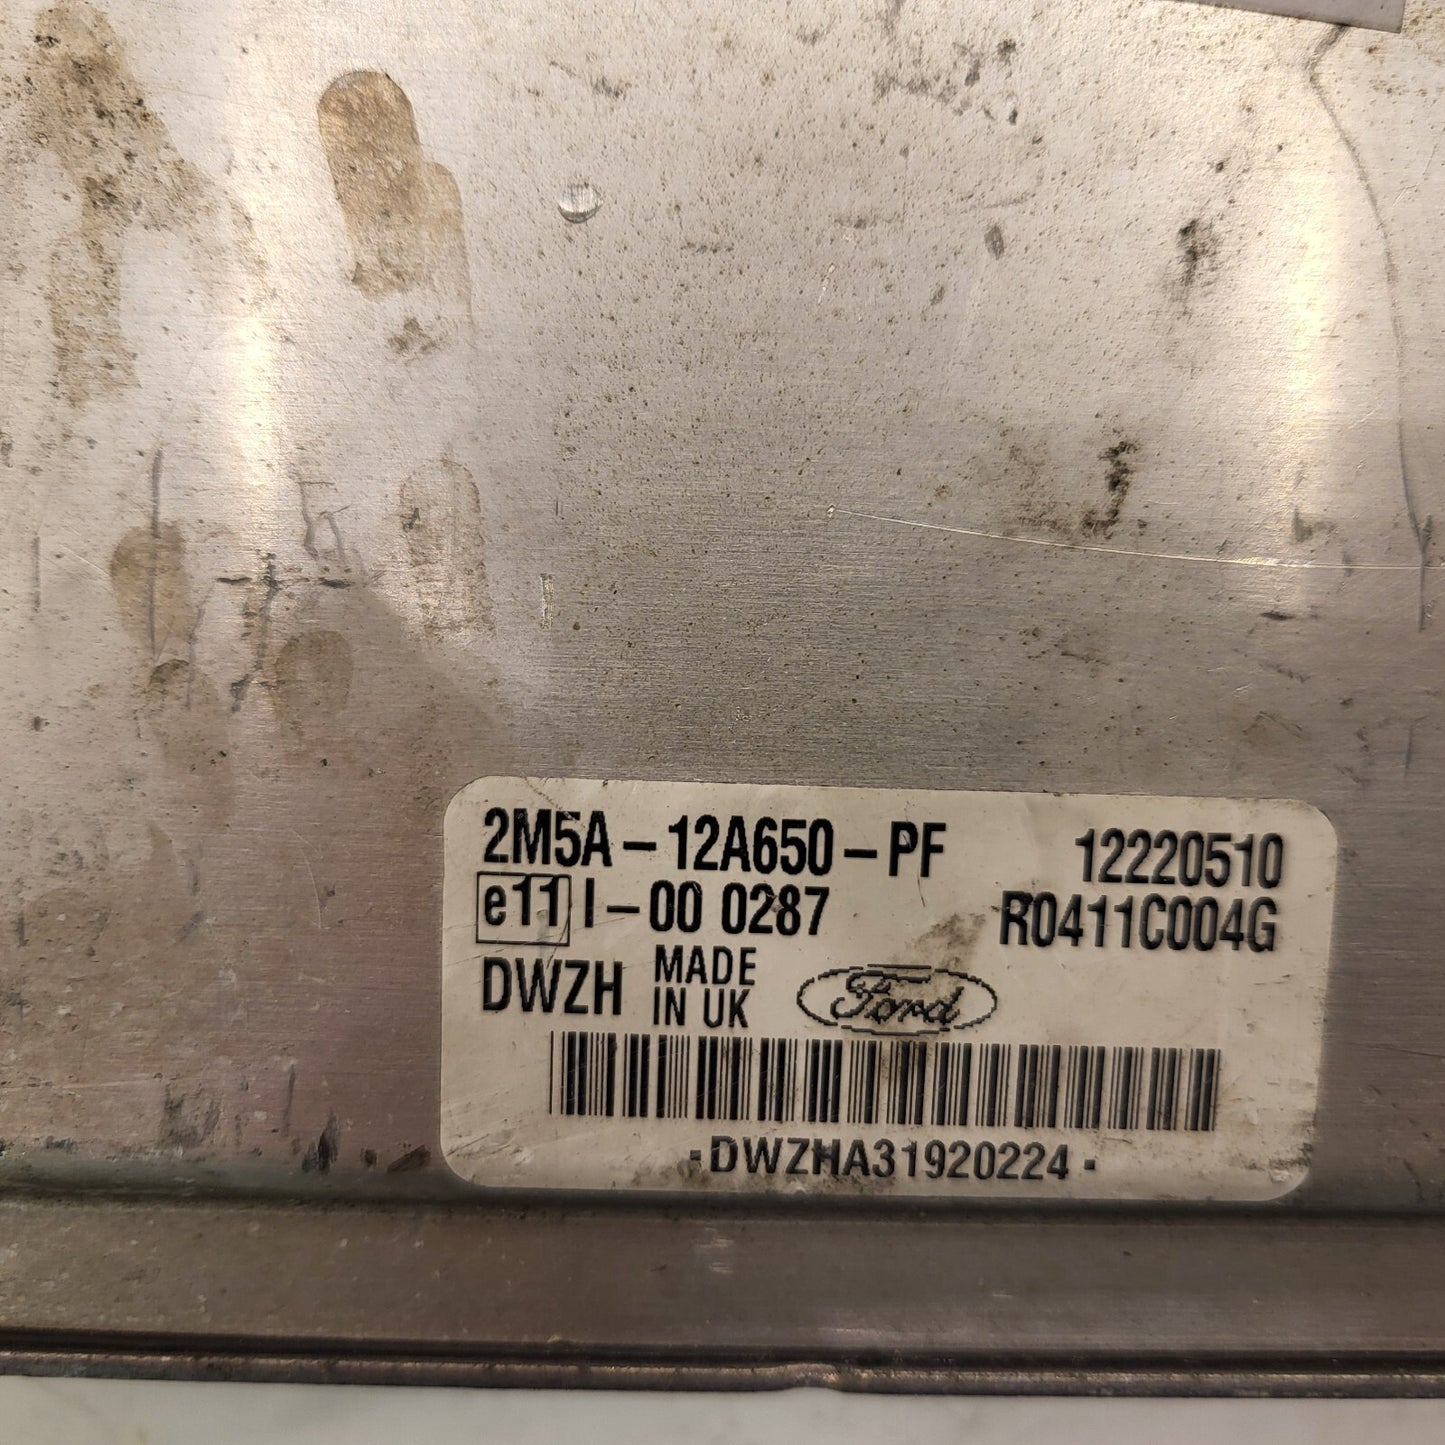 2M5A-12A650-PF 12220510
e11 I-00 0287 R0411C004G
DWZH MADE IN UK Ford
-DWZHA31920224-